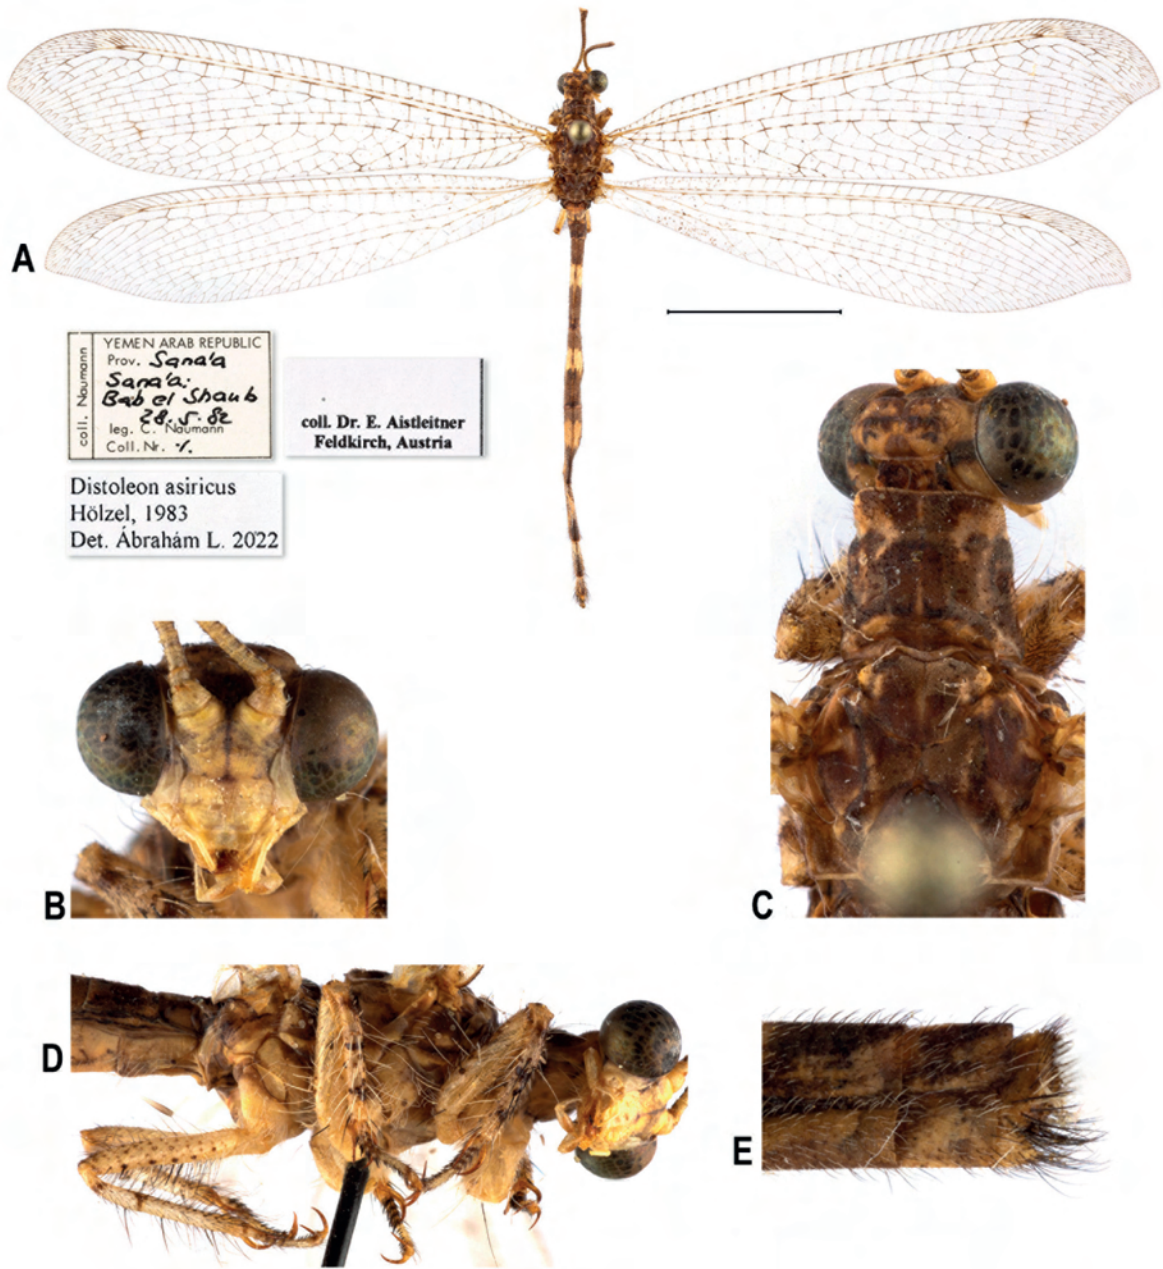 A
coll. Naumann
YEMEN ARAB REPUBLIC
Prov. Sana'a
Sana'a:
Bab el Shaub
28.5.82
leg. C. Naumann
Coll. Nr. %.
coll. Dr. E. Aistleitner
Feldkirch, Austria
Distoleon asiricus
Hölzel, 1983
Det. Ábrahám L. 2022
B
C
D
E